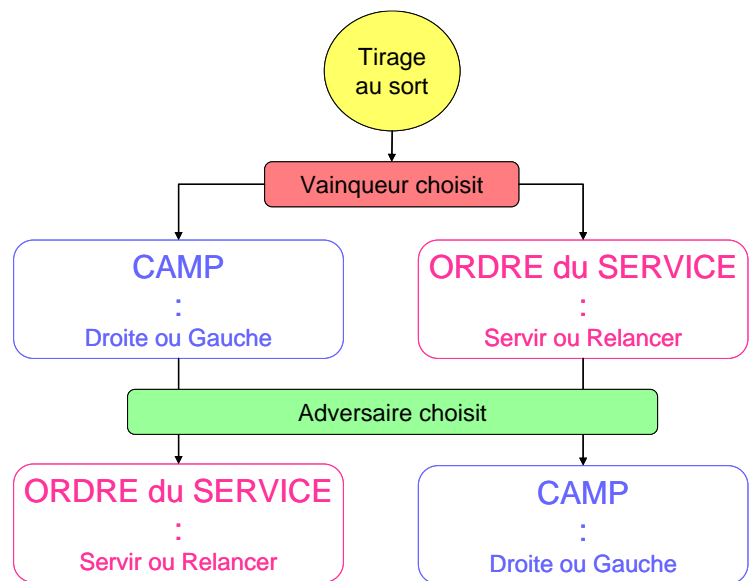 Tirage
au sort
Vainqueur choisit
CAMP
:
Droite ou Gauche
ORDRE du SERVICE
:
Servir ou Relancer
Adversaire choisit
ORDRE du SERVICE
:
Servir ou Relancer
CAMP
:
Droite ou Gauche